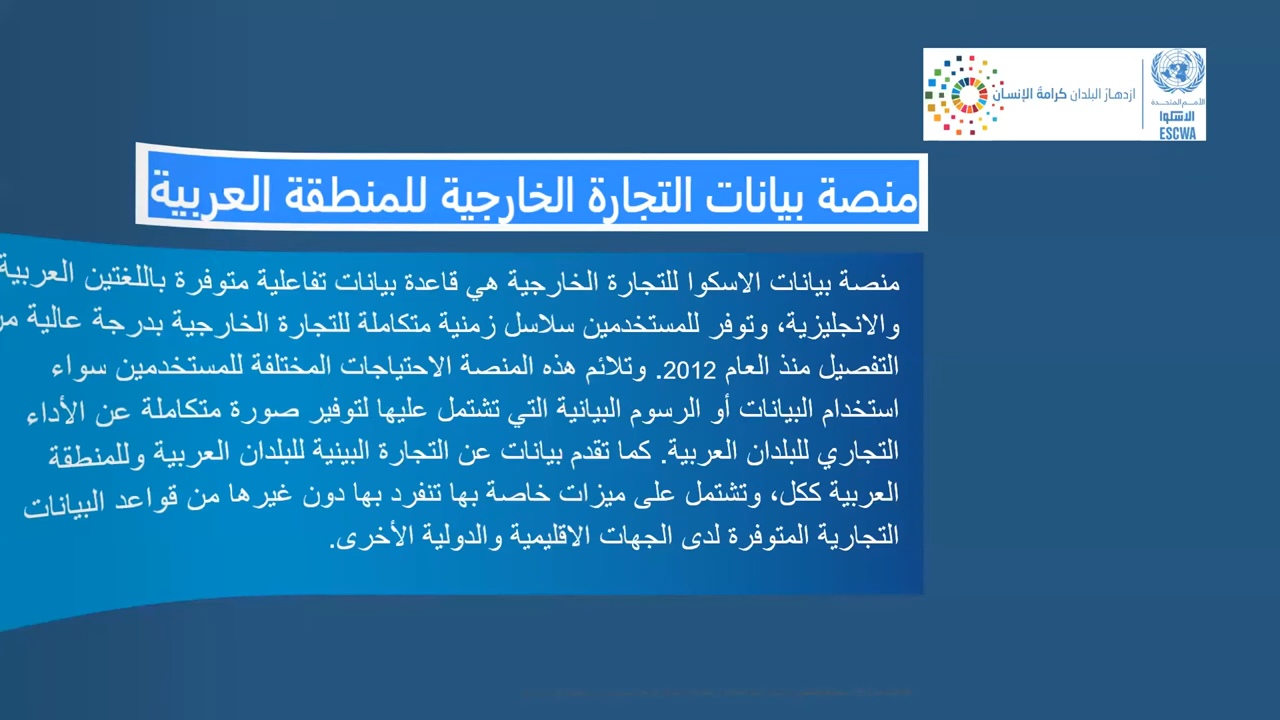 ازدهـارُ البلدان كرامةُ الإنسان
الأمـم المتحـدة
الاسكوا
ESCWA
منصة بيانات التجارة الخارجية للمنطقة العربية
منصة بيانات الاسكوا للتجارة الخارجية هي قاعدة بيانات تفاعلية متوفرة باللغتين العربية
والانجليزية، وتوفر للمستخدمين سلاسل زمنية متكاملة للتجارة الخارجية بدرجة عالية من
التفصيل منذ العام 2012. وتلائم هذه المنصة الاحتياجات المختلفة للمستخدمين سواء
استخدام البيانات أو الرسوم البيانية التي تشتمل عليها لتوفير صورة متكاملة عن الأداء
التجاري للبلدان العربية. كما تقدم بيانات عن التجارة البينية للبلدان العربية وللمنطقة
العربية ككل، وتشتمل على ميزات خاصة بها تنفرد بها دون غيرها من قواعد البيانات
التجارية المتوفرة لدى الجهات الاقليمية والدولية الأخرى.